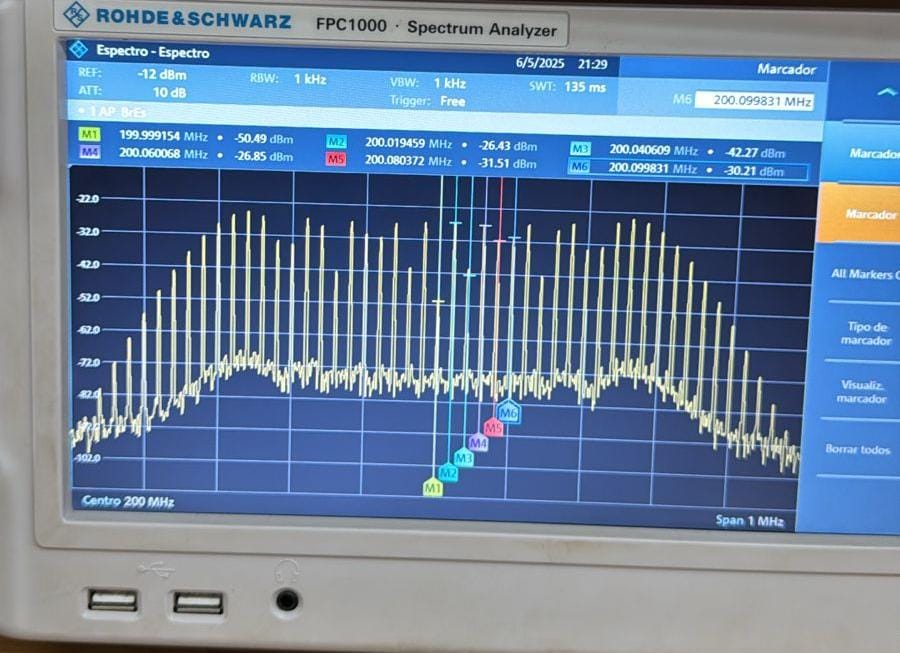 ROHDE & SCHWARZ FPC1000 · Spectrum Analyzer
Espectro - Espectro 6/5/2025 21:29
REF: -12 dBm RBW: 1 kHz VBW: 1 kHz SWT: 135 ms
ATT: 10 dB Trigger: Free
Marcador
M6 200.099831 MHz
M1 199.999154 MHz • -50.49 dBm M2 200.019459 MHz • -26.43 dBm M3 200.040609 MHz • -42.27 dBm
M4 200.060068 MHz • -26.85 dBm M5 200.080372 MHz • -31.51 dBm M6 200.099831 MHz • -30.21 dBm
-22.0
-32.0
-42.0
-52.0
-62.0
-72.0
-82.0
-102.0
M6
M5
M4
M3
M2
M1
Centro 200 MHz Span 1 MHz
Marcador
Marcador
All Markers
Tipo de
marcador
Visualiz.
marcador
Borrar todos